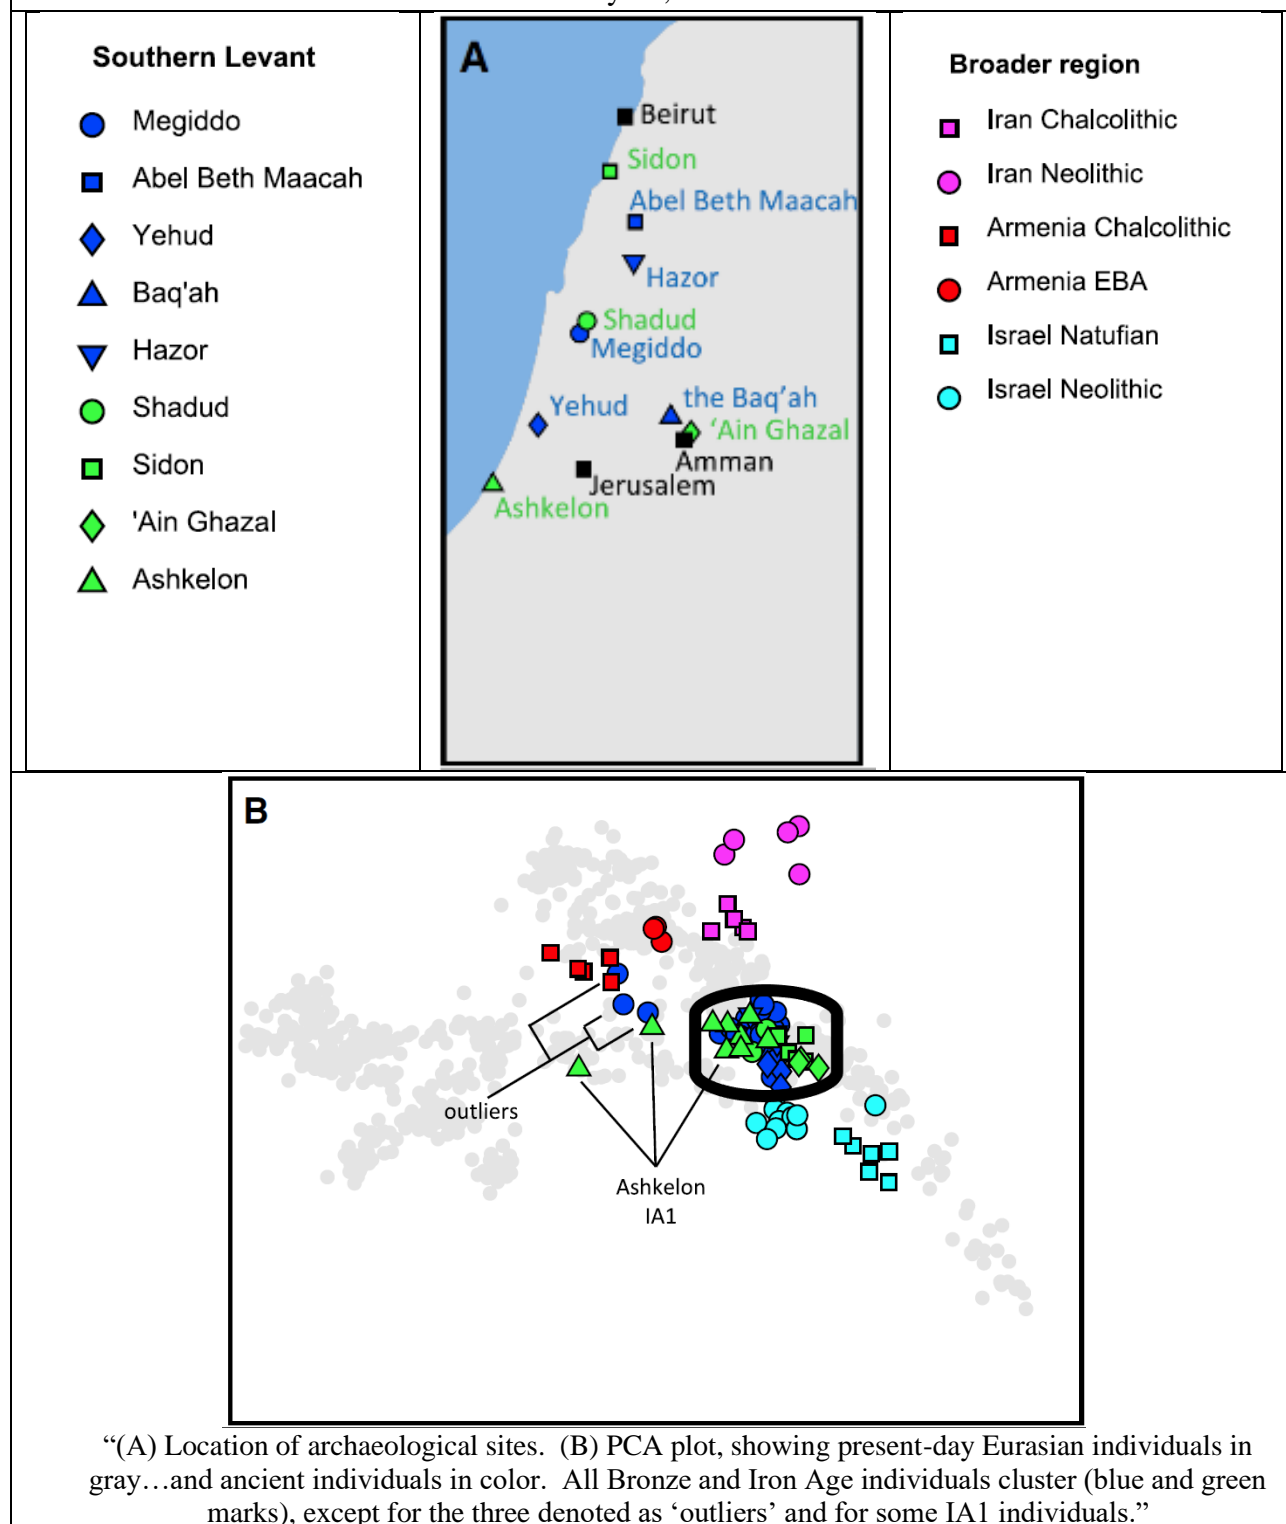 Southern Levant
Megiddo
Abel Beth Maacah
Yehud
Baq'ah
Hazor
Shadud
Sidon
'Ain Ghazal
Ashkelon
A
Beirut
Sidon
Abel Beth Maacah
Hazor
Shadud
Megiddo
Yehud
the Baq’ah
‘Ain Ghazal
Amman
Jerusalem
Ashkelon
Broader region
Iran Chalcolithic
Iran Neolithic
Armenia Chalcolithic
Armenia EBA
Israel Natufian
Israel Neolithic
B
outliers
Ashkelon
IA1
“(A) Location of archaeological sites.  (B) PCA plot, showing present-day Eurasian individuals in
gray…and ancient individuals in color.  All Bronze and Iron Age individuals cluster (blue and green
marks), except for the three denoted as ‘outliers’ and for some IA1 individuals.”